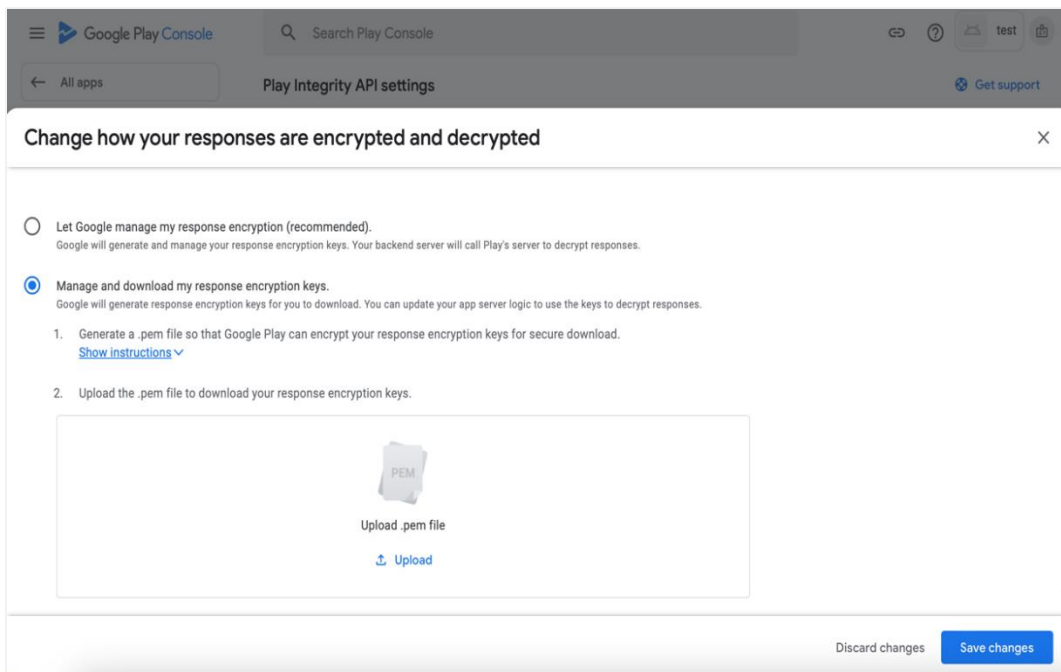 Google Play Console
Search Play Console
test
All apps
Play Integrity API settings
Get support
Change how your responses are encrypted and decrypted
Let Google manage my response encryption (recommended).
Google will generate and manage your response encryption keys. Your backend server will call Play's server to decrypt responses.
Manage and download my response encryption keys.
Google will generate response encryption keys for you to download. You can update your app server logic to use the keys to decrypt responses.
1. Generate a .pem file so that Google Play can encrypt your response encryption keys for secure download.
Show instructions
2. Upload the .pem file to download your response encryption keys.
PEM
Upload .pem file
Upload
Discard changes
Save changes